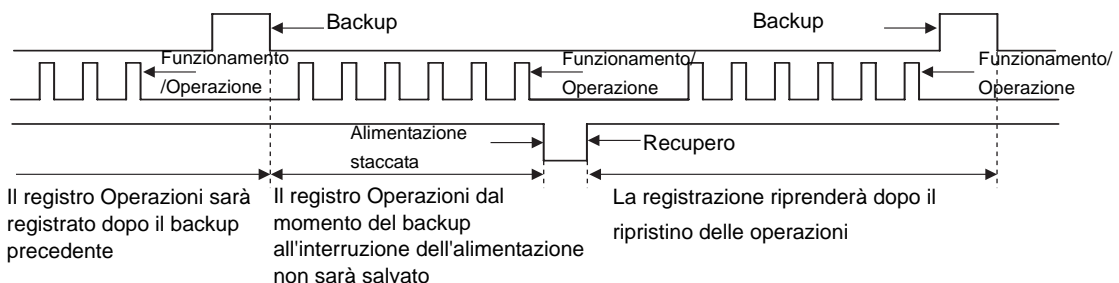 Backup
Backup
Funzionamento
/Operazione
Funzionamento/
Operazione
Funzionamento/
Operazione
Alimentazione
staccata
Recupero
Il registro Operazioni sarà
registrato dopo il backup
precedente
Il registro Operazioni dal
momento del backup
all'interruzione dell'alimentazione
non sarà salvato
La registrazione riprenderà dopo il
ripristino delle operazioni